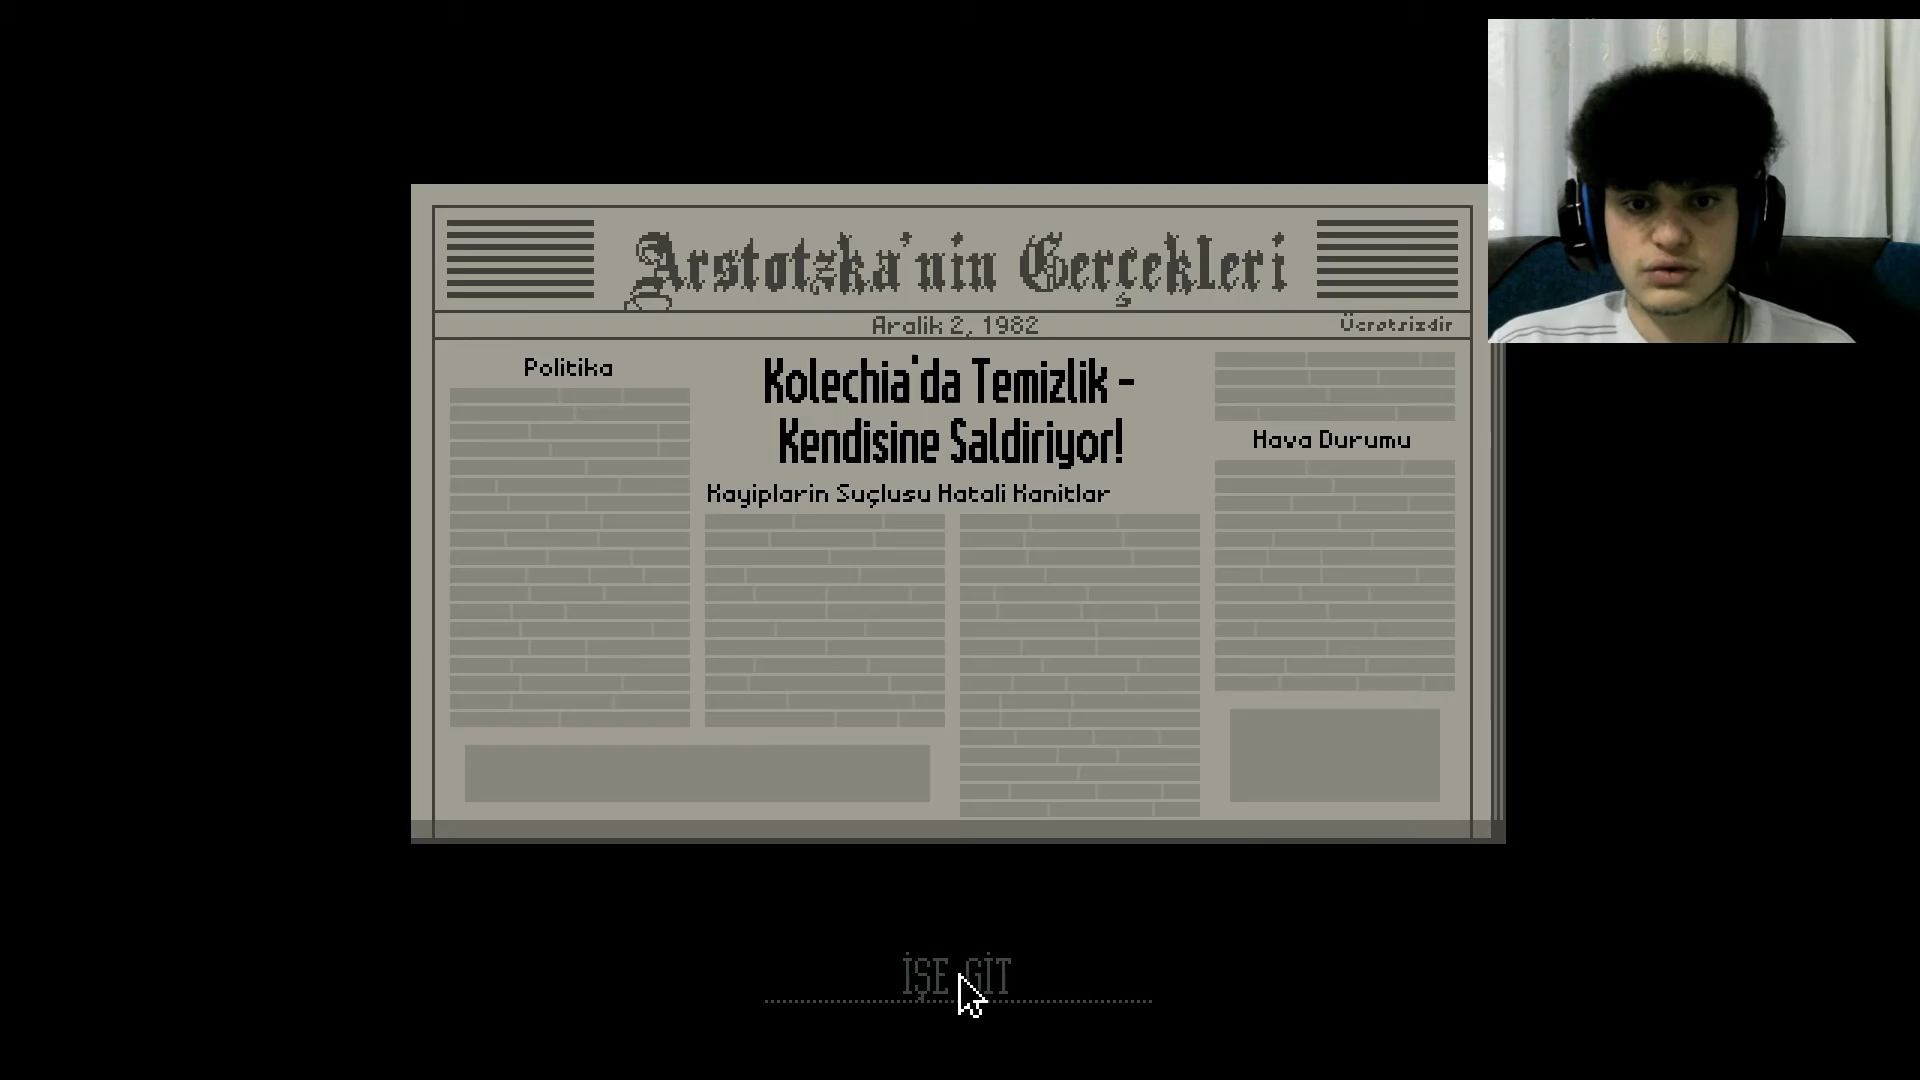 Arstotzka'nin Gerçekleri
Aralik 2, 1982
Ücretsizdir
Politika
Kolechia'da Temizlik -
Kendisine Saldiriyor!
Kayiplarin Suçlusu Hatali Kanitlar
Hava Durumu
İŞE GİT